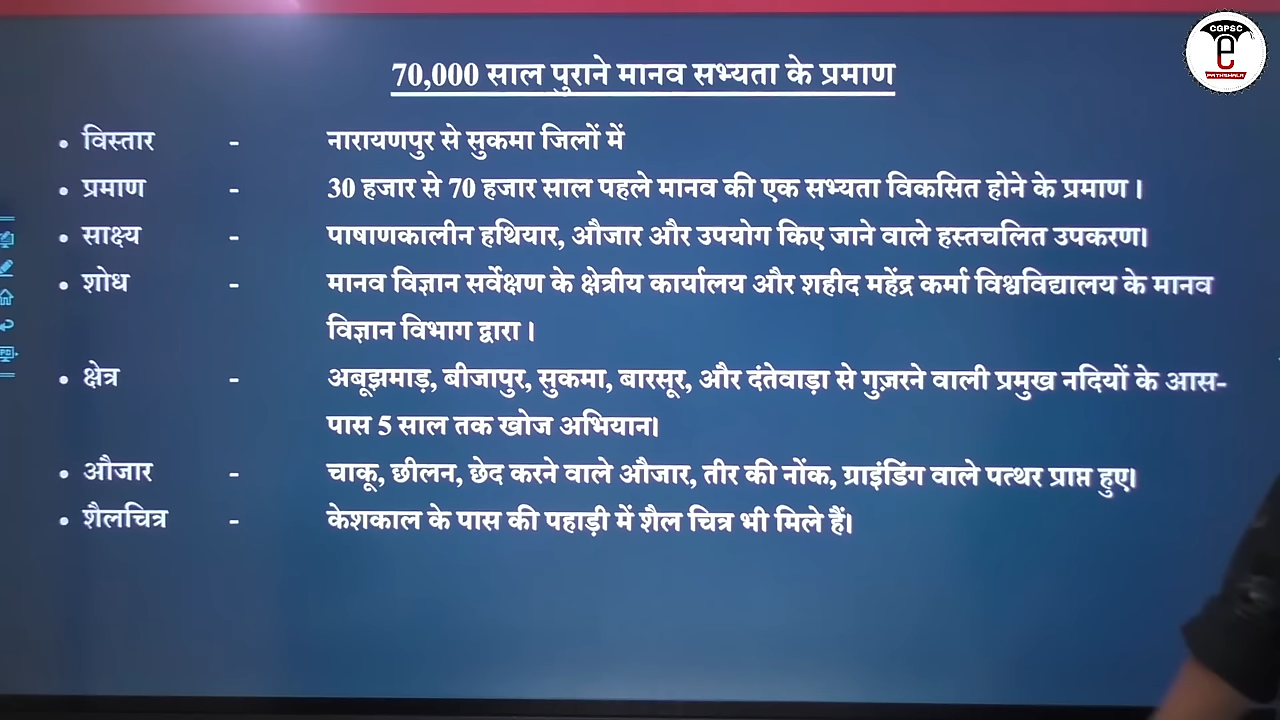 CGPSC
e
PATHSHALA
70,000 साल पुराने मानव सभ्यता के प्रमाण
• विस्तार - नारायणपुर से सुकमा जिलों में
• प्रमाण - 30 हजार से 70 हजार साल पहले मानव की एक सभ्यता विकसित होने के प्रमाण ।
• साक्ष्य - पाषाणकालीन हथियार, औजार और उपयोग किए जाने वाले हस्तचलित उपकरण।
• शोध - मानव विज्ञान सर्वेक्षण के क्षेत्रीय कार्यालय और शहीद महेंद्र कर्मा विश्वविद्यालय के मानव
विज्ञान विभाग द्वारा ।
• क्षेत्र - अबूझमाड़, बीजापुर, सुकमा, बारसूर, और दंतेवाड़ा से गुज़रने वाली प्रमुख नदियों के आस-
पास 5 साल तक खोज अभियान।
• औजार - चाकू, छीलन, छेद करने वाले औजार, तीर की नोंक, ग्राइंडिंग वाले पत्थर प्राप्त हुए।
• शैलचित्र - केशकाल के पास की पहाड़ी में शैल चित्र भी मिले हैं।